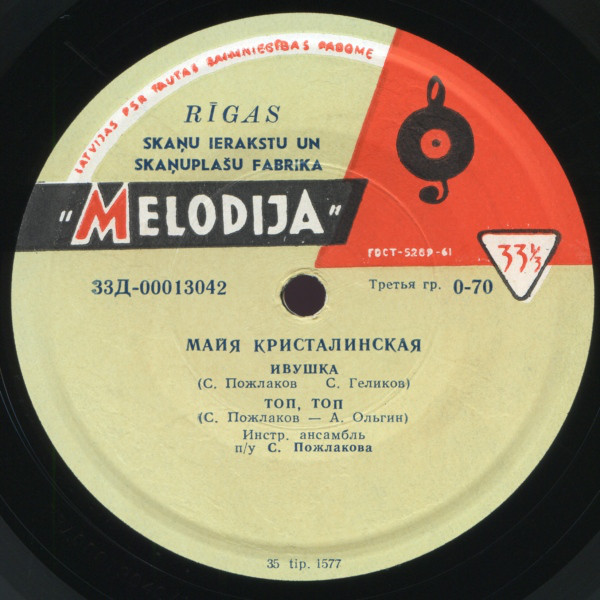 LATVIJAS PSR TAUTAS SAIMNIECĪBAS PADOME
RĪGAS
SKAŅU IERAKSTU UN
SKAŅUPLAŠU FABRIKA
"MELODIJA"
ГОСТ-5289-61
33⅓
33Д-00013042
Третья гр. 0-70
МАЙЯ КРИСТАЛИНСКАЯ
ИВУШКА
(С. Пожлаков С. Геликов)
ТОП, ТОП
(С. Пожлаков — А. Ольгин)
Инстр. ансамбль
п/у С. Пожлакова
35 tip. 1577